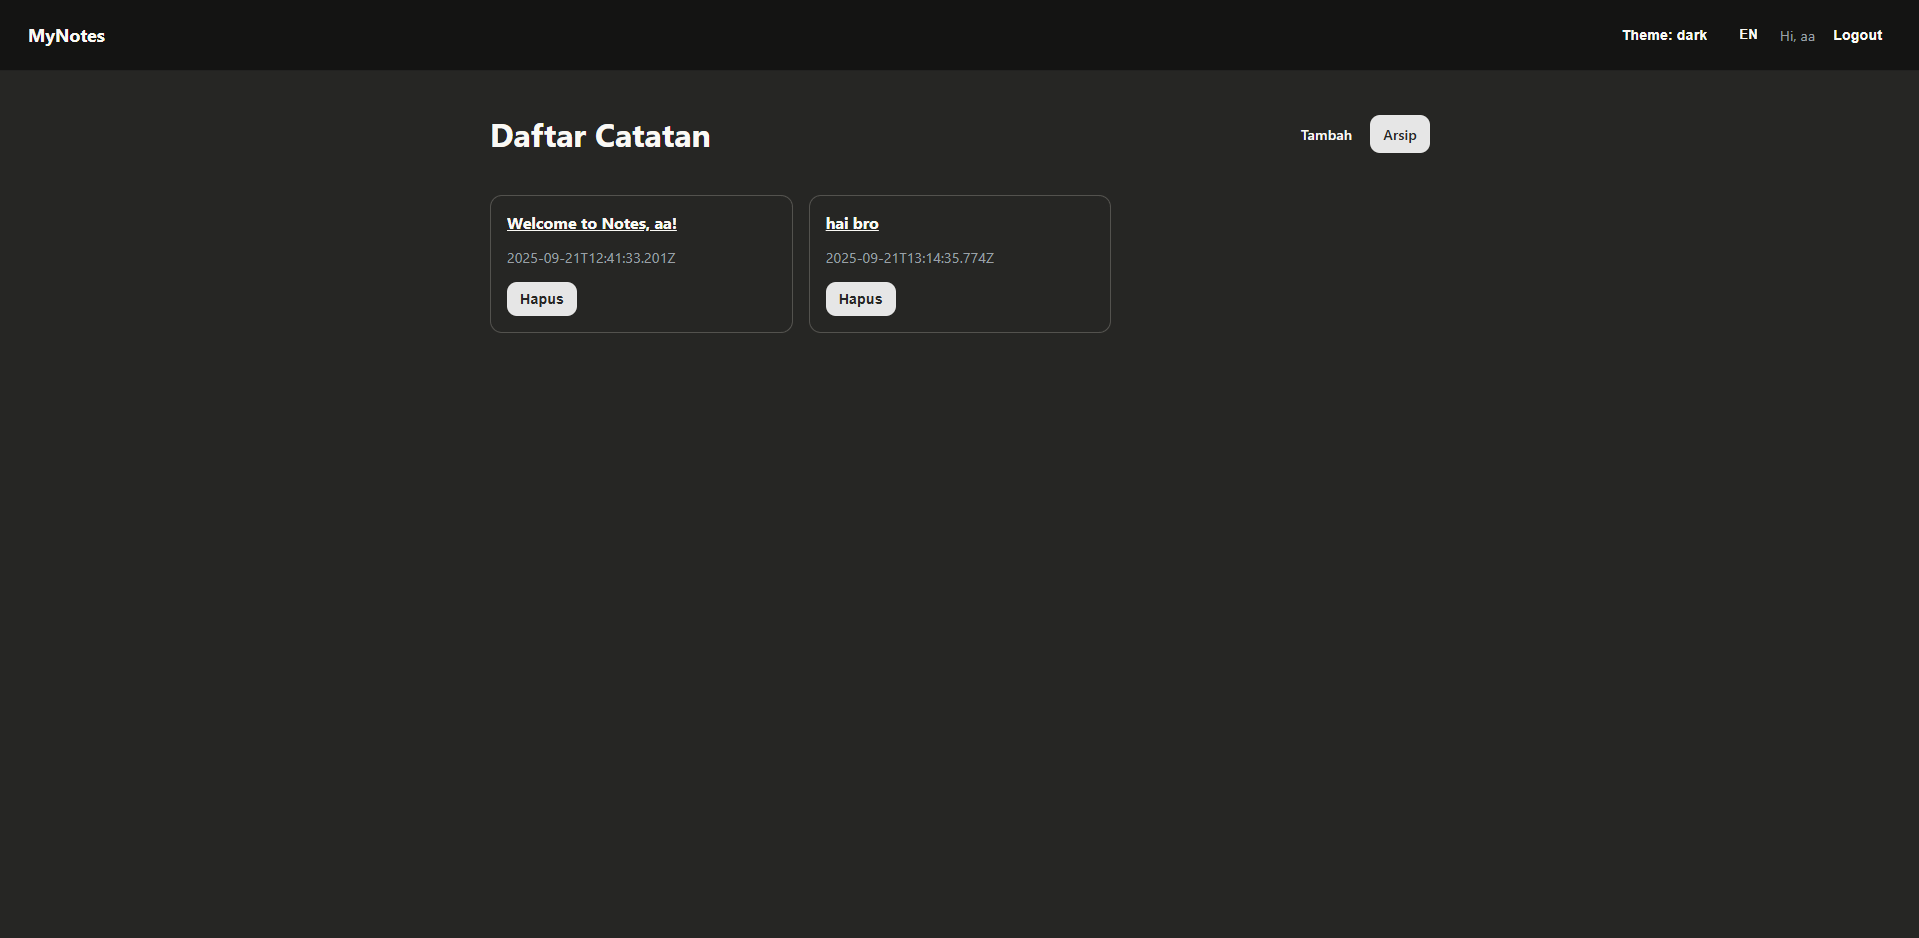 MyNotes
Theme: dark EN Hi, aa Logout
Daftar Catatan
Tambah Arsip
Welcome to Notes, aa!
2025-09-21T12:41:33.201Z
Hapus
hai bro
2025-09-21T13:14:35.774Z
Hapus